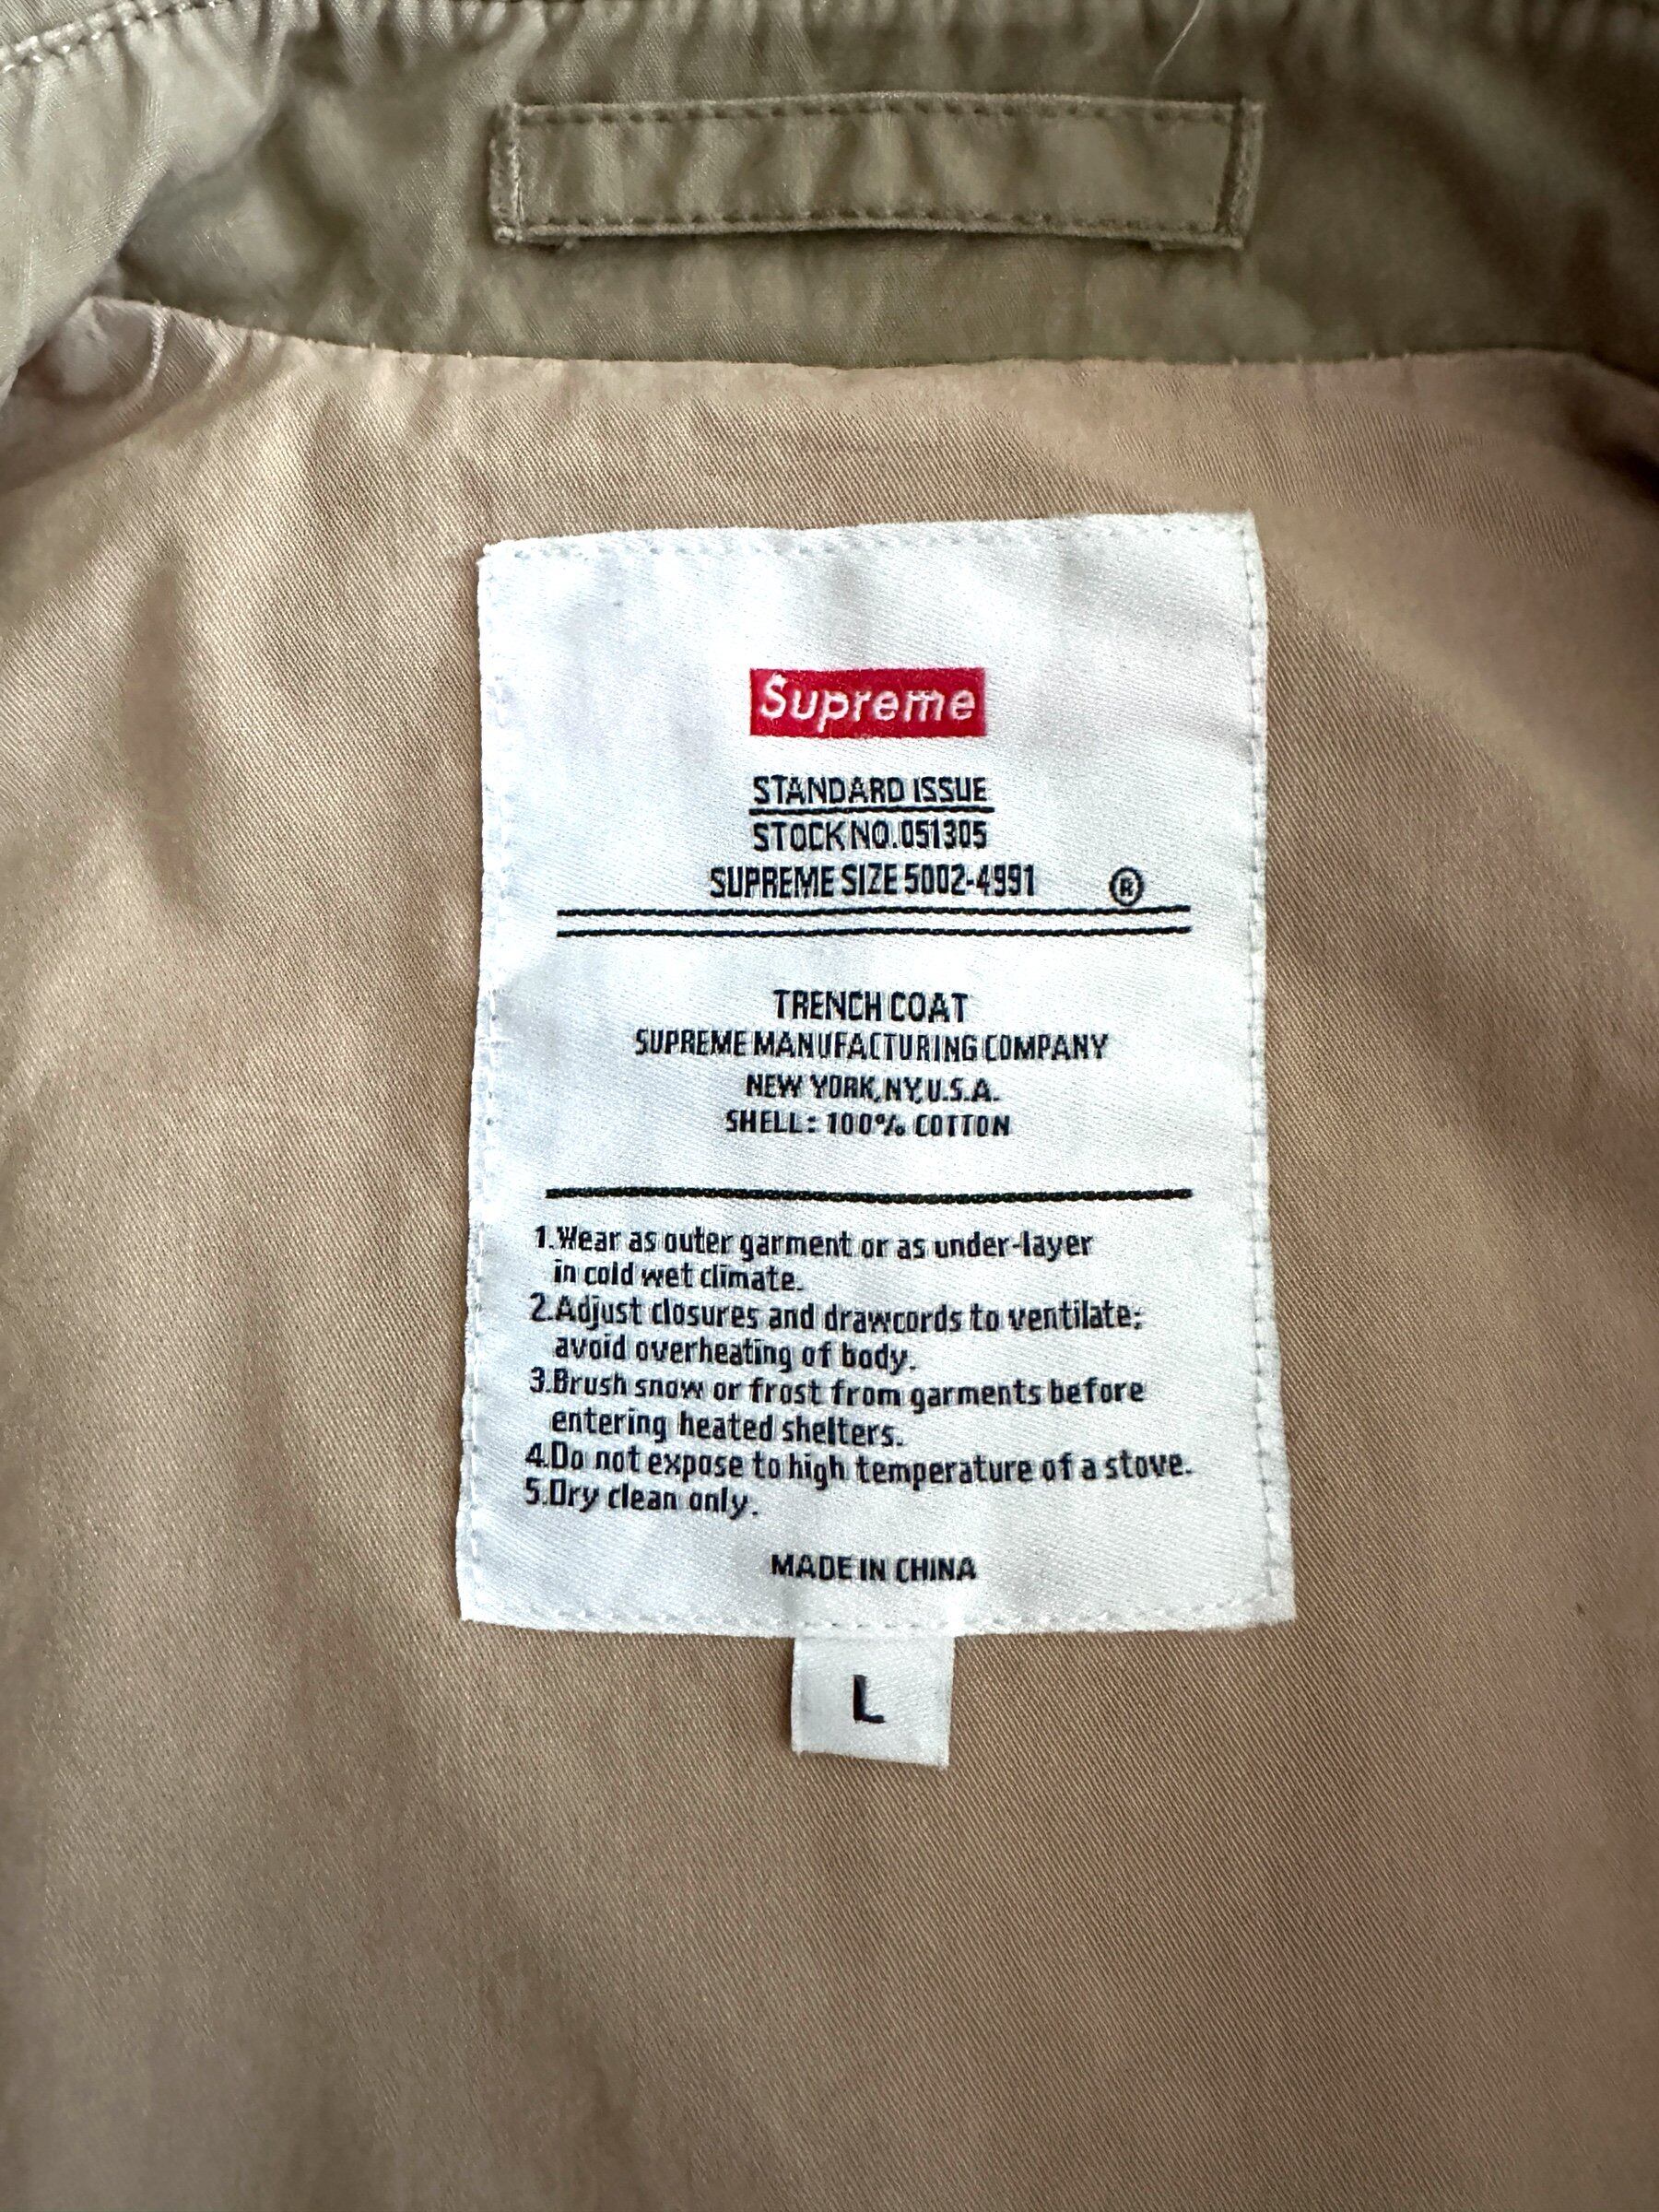 Supreme
STANDARD ISSUE
STOCK NO.051305
SUPREME SIZE 5002-4991 ®
TRENCH COAT
SUPREME MANUFACTURING COMPANY
NEW YORK, NY, U.S.A.
SHELL: 100% COTTON
1.Wear as outer garment or as under-layer
in cold wet climate.
2.Adjust closures and drawcords to ventilate;
avoid overheating of body.
3.Brush snow or frost from garments before
entering heated shelters.
4.Do not expose to high temperature of a stove.
5.Dry clean only.
MADE IN CHINA
L